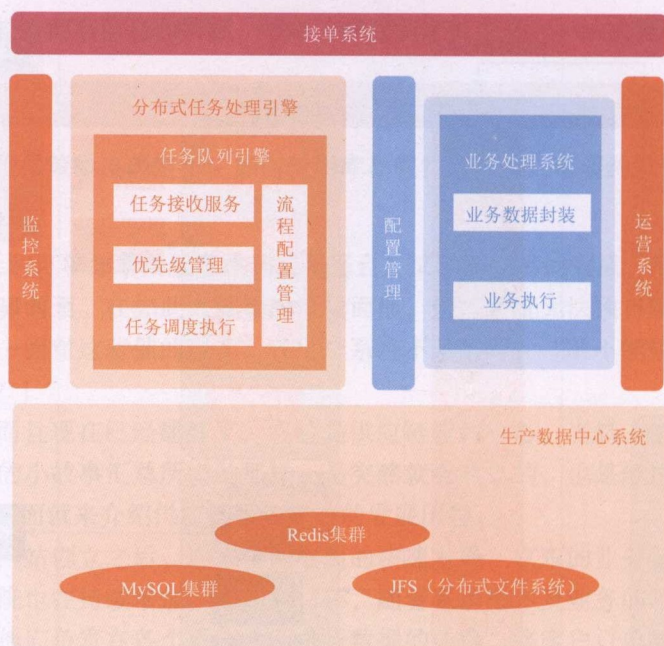 接单系统
监控系统
分布式任务处理引擎
任务队列引擎
任务接收服务
优先级管理
任务调度执行
流程配置管理
配置管理
业务处理系统
业务数据封装
业务执行
运营系统
生产数据中心系统
Redis集群
MySQL集群
JFS（分布式文件系统）